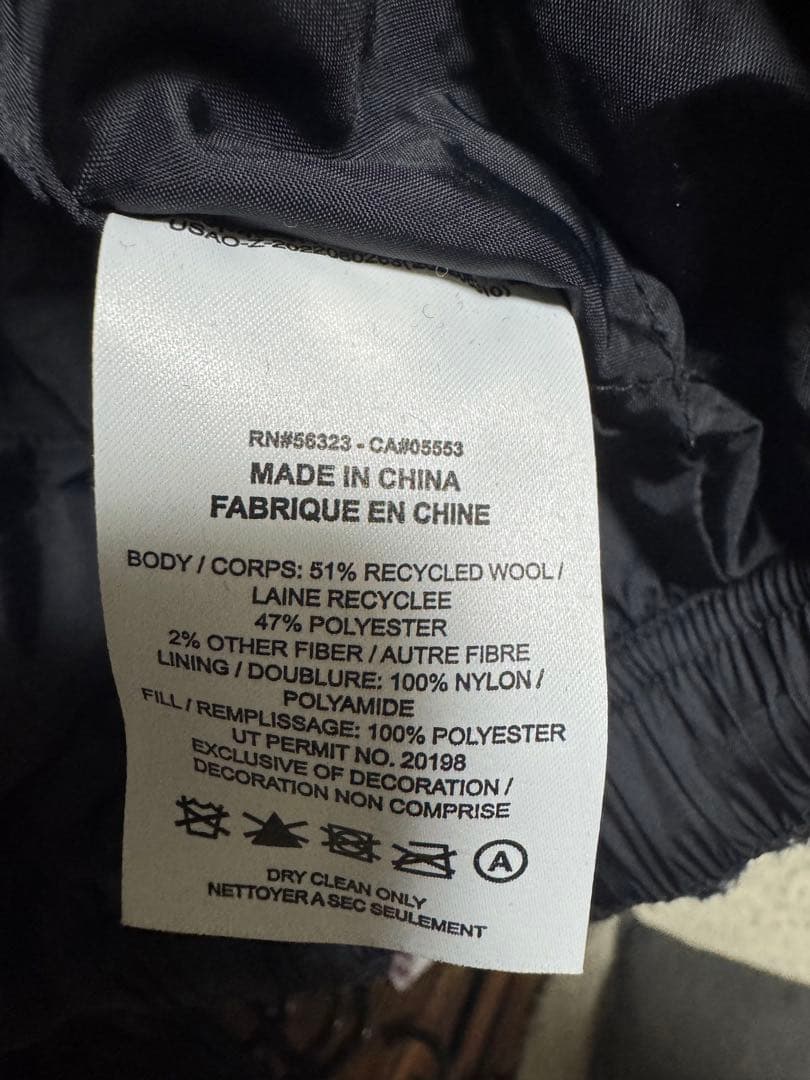 RN#56323 - CA#05553
MADE IN CHINA
FABRIQUE EN CHINE
BODY / CORPS: 51% RECYCLED WOOL /
LAINE RECYCLEE
47% POLYESTER
2% OTHER FIBER / AUTRE FIBRE
LINING / DOUBLURE: 100% NYLON /
POLYAMIDE
FILL / REMPLISSAGE: 100% POLYESTER
UT PERMIT NO. 20198
EXCLUSIVE OF DECORATION /
DECORATION NON COMPRISE
A
DRY CLEAN ONLY
NETTOYER A SEC SEULEMENT